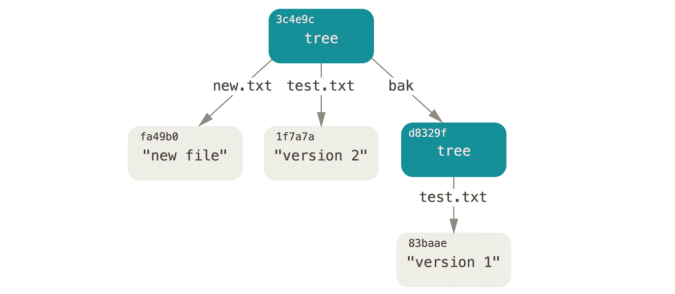 3c4e9c
tree
new.txt
test.txt
bak
fa49b0
"new file"
1f7a7a
"version 2"
d8329f
tree
test.txt
83baae
"version 1"